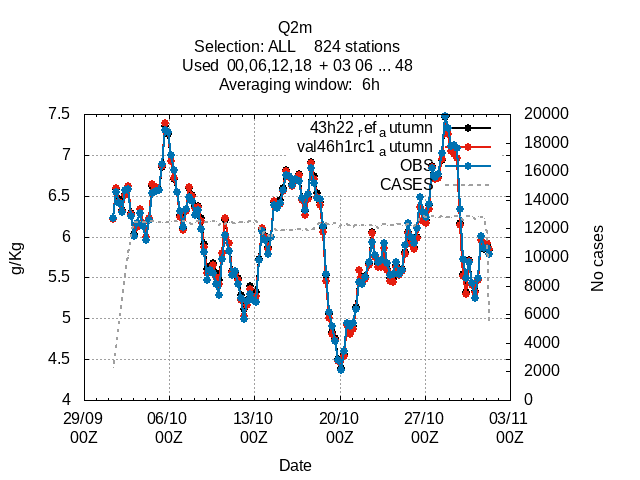 Q2m
Selection: ALL 824 stations
Used 00,06,12,18 + 03 06 ... 48
Averaging window: 6h
7.5
7
6.5
6
5.5
5
4.5
4
g/Kg
43h22_ref_autumn
val46h1rc1_autumn
OBS
CASES
20000
18000
16000
14000
12000
10000
8000
6000
4000
2000
0
No cases
29/09 06/10 13/10 20/10 27/10 03/11
00Z 00Z 00Z 00Z 00Z 00Z
Date